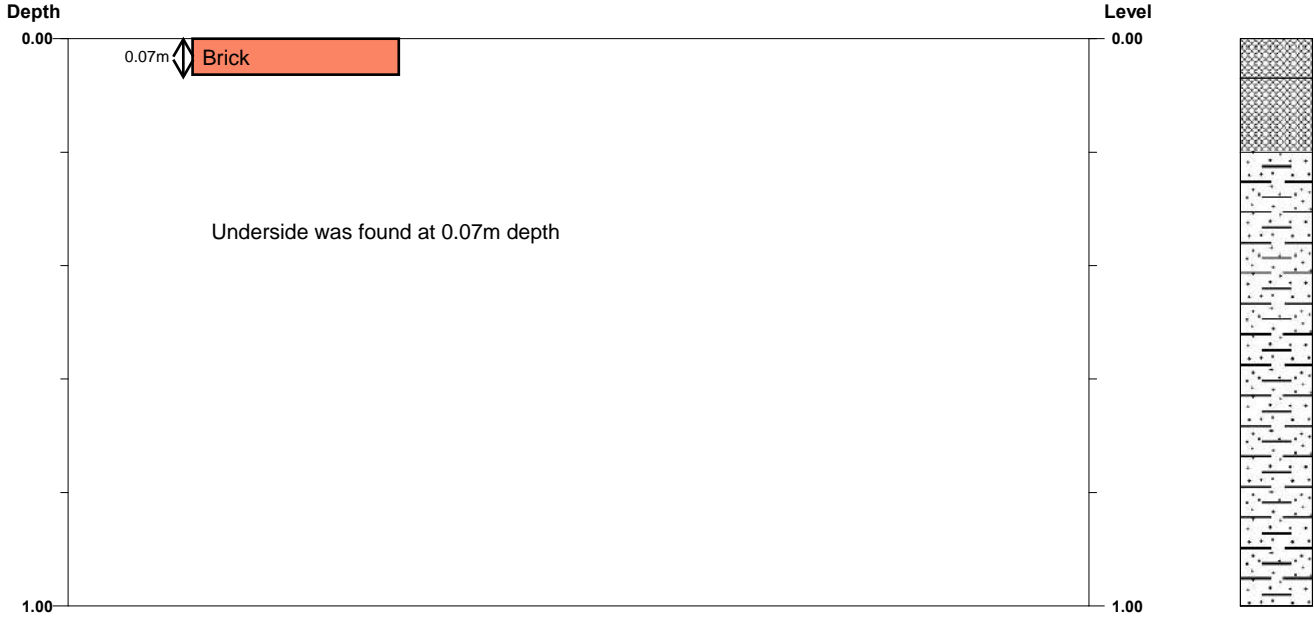 Depth
Level
0.00
0.00
0.07m
Brick
Underside was found at 0.07m depth
1.00
1.00